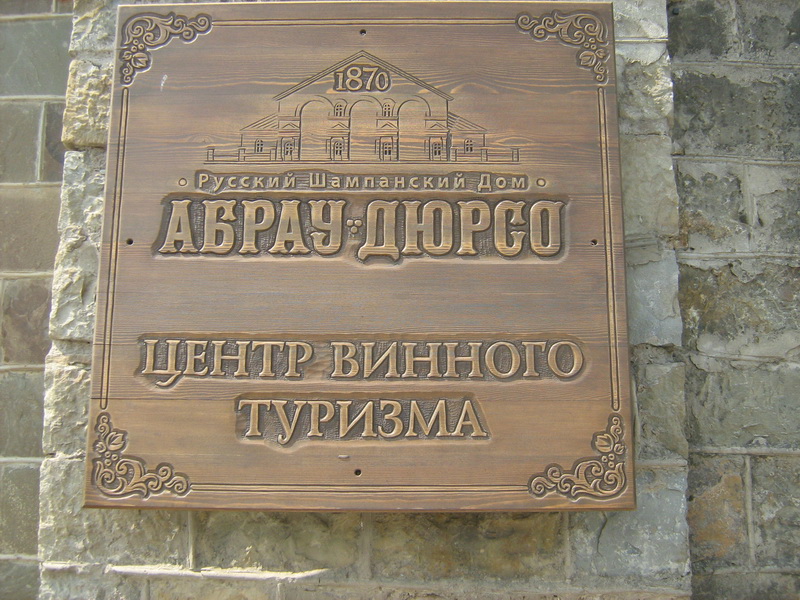 1870
Русский Шампанский Дом
АБРАУ-ДЮРСО
ЦЕНТР ВИННОГО
ТУРИЗМА